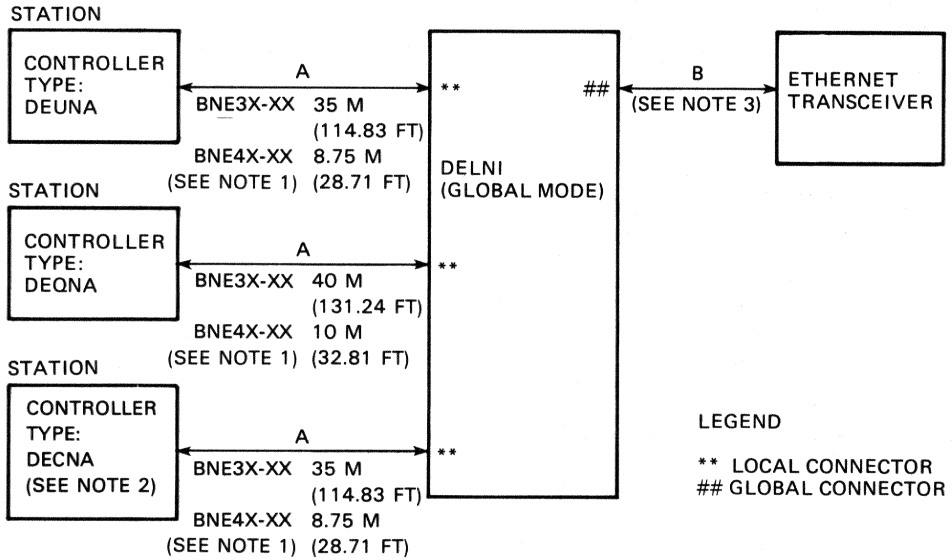 STATION
CONTROLLER
TYPE:
DEUNA
A
BNE3X-XX 35 M
(114.83 FT)
BNE4X-XX 8.75 M
(SEE NOTE 1) (28.71 FT)
**
##
DELNI
(GLOBAL MODE)
B
(SEE NOTE 3)
ETHERNET
TRANSCEIVER
STATION
CONTROLLER
TYPE:
DEQNA
A
BNE3X-XX 40 M
(131.24 FT)
BNE4X-XX 10 M
(SEE NOTE 1) (32.81 FT)
**
STATION
CONTROLLER
TYPE:
DECNA
(SEE NOTE 2)
A
BNE3X-XX 35 M
(114.83 FT)
BNE4X-XX 8.75 M
(SEE NOTE 1) (28.71 FT)
**
LEGEND
** LOCAL CONNECTOR
## GLOBAL CONNECTOR